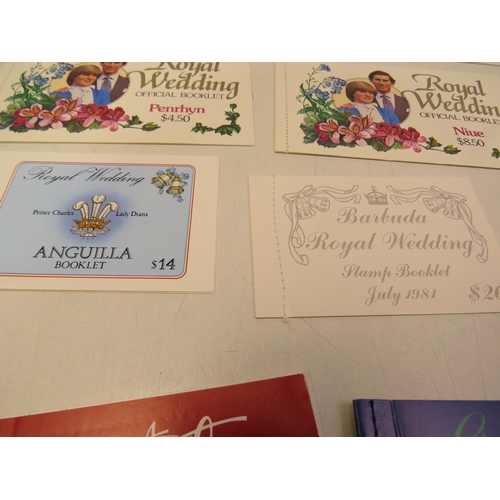 Royal
Wedding
OFFICIAL BOOKLET
Penrhyn
$4.50
Royal
Wedding
OFFICIAL BOOKLET
Niue
$8.50
Royal Wedding
Prince Charles Lady Diana
ANGUILLA
BOOKLET $14
Barbuda
Royal Wedding
Stamp Booklet
July 1981 $20